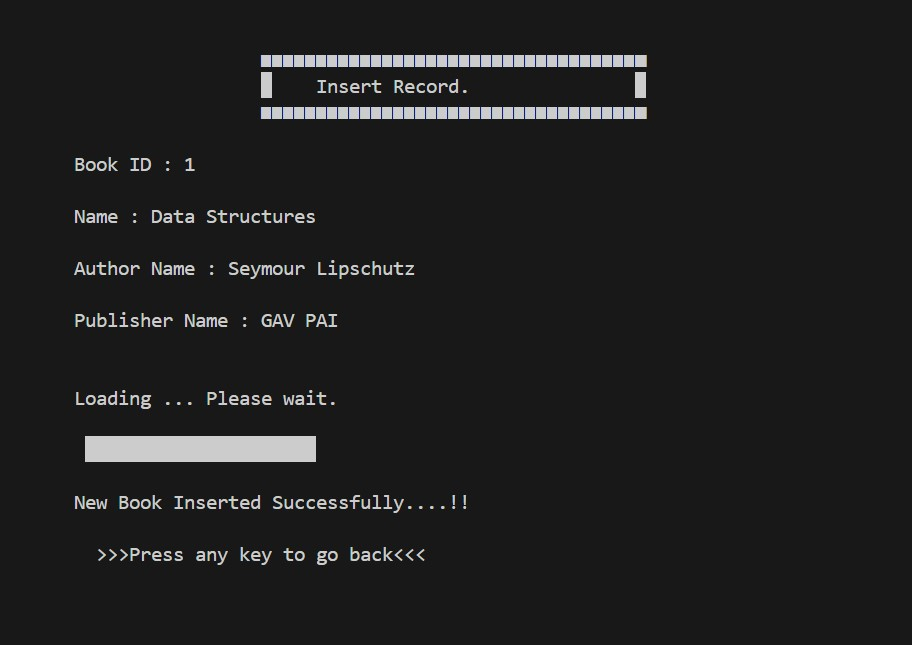 Insert Record.
Book ID : 1
Name : Data Structures
Author Name : Seymour Lipschutz
Publisher Name : GAV PAI
Loading ... Please wait.
New Book Inserted Successfully....!!
>>>Press any key to go back<<<